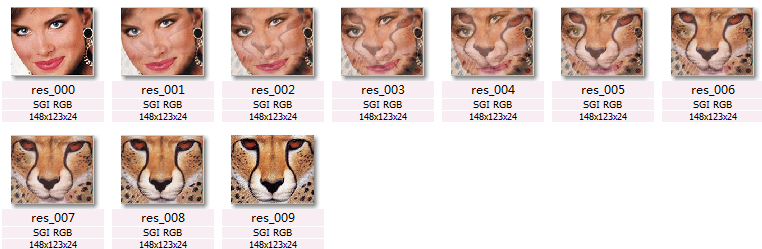 res_000 res_001 res_002 res_003 res_004 res_005 res_006
SGI RGB SGI RGB SGI RGB SGI RGB SGI RGB SGI RGB SGI RGB
148x123x24 148x123x24 148x123x24 148x123x24 148x123x24 148x123x24 148x123x24
res_007 res_008 res_009
SGI RGB SGI RGB SGI RGB
148x123x24 148x123x24 148x123x24